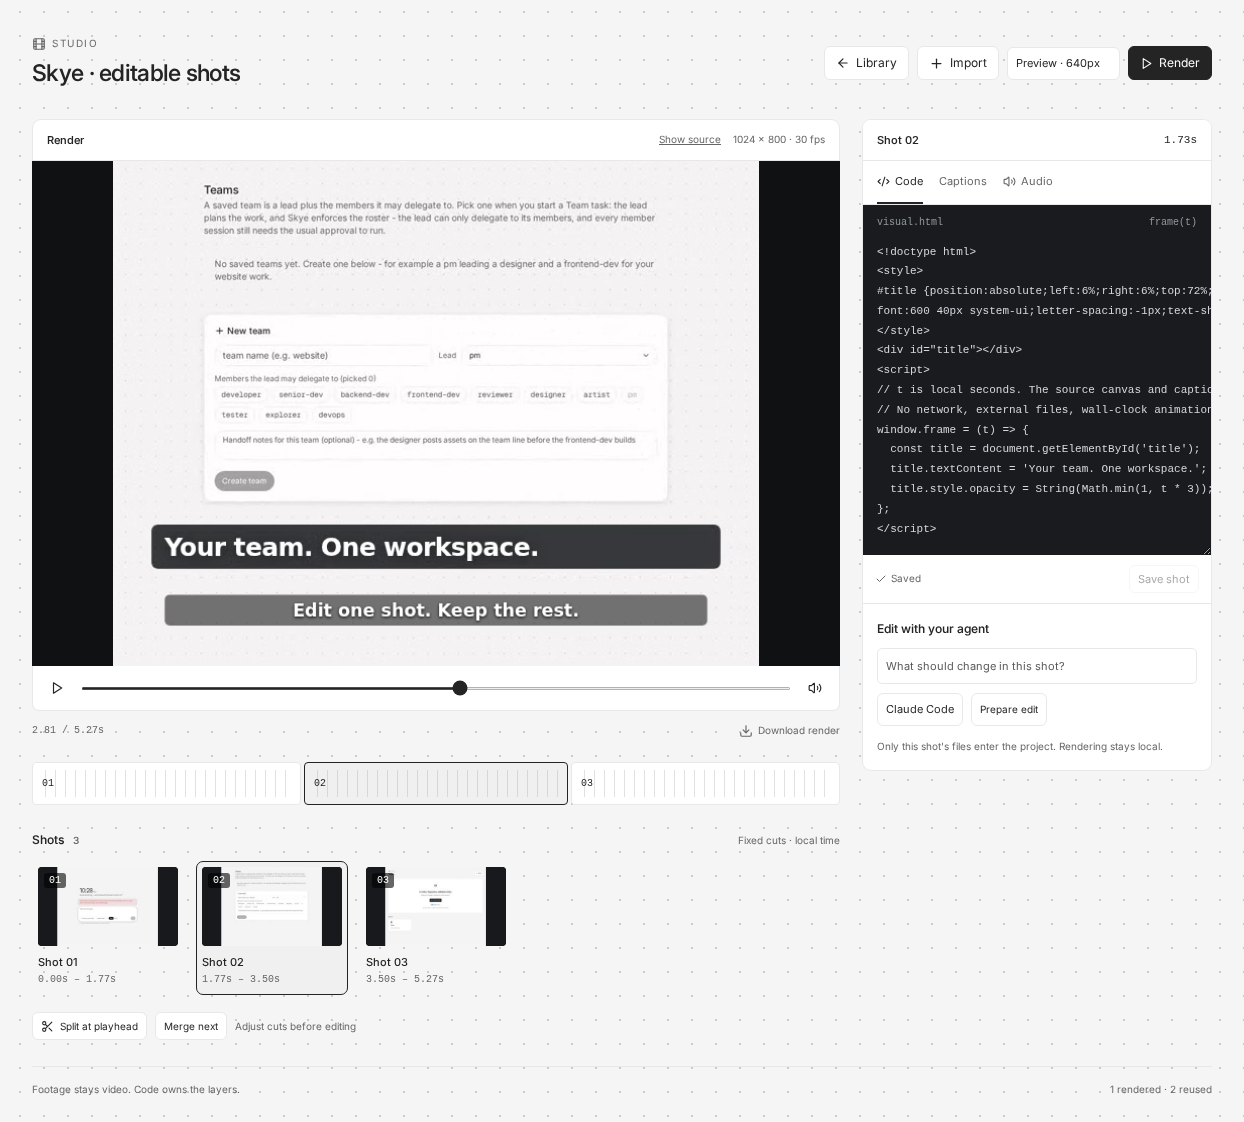 STUDIO
Skye · editable shots
Library
Import
Preview · 640px
Render
Render
Show source
1024 × 800 · 30 fps
Teams
A saved team is a lead plus the members it may delegate to. Pick one when you start a Team task: the lead
plans the work, and Skye enforces the roster - the lead can only delegate to its members, and every member
session still needs the usual approval to run.
No saved teams yet. Create one below - for example a pm leading a designer and a frontend-dev for your
website work.
+ New team
team name (e.g. website)
Lead
pm
Members the lead may delegate to (picked 0)
developer senior-dev backend-dev frontend-dev reviewer designer artist pm
tester explorer devops
Handoff notes for this team (optional) - e.g. the designer posts assets on the team line before the frontend-dev builds
Create team
Your team. One workspace.
Edit one shot. Keep the rest.
2.81 / 5.27s
Download render
01
02
03
Shots 3
Fixed cuts · local time
01
02
03
Shot 01
0.00s – 1.77s
Shot 02
1.77s – 3.50s
Shot 03
3.50s – 5.27s
Split at playhead
Merge next
Adjust cuts before editing
Shot 02
1.73s
Code
Captions
Audio
visual.html
frame(t)
<!doctype html>
<style>
#title {position:absolute;left:6%;right:6%;top:72%;
font:600 40px system-ui;letter-spacing:-1px;text-sh
</style>
<div id="title"></div>
<script>
// t is local seconds. The source canvas and captio
// No network, external files, wall-clock animation
window.frame = (t) => {
const title = document.getElementById('title');
title.textContent = 'Your team. One workspace.';
title.style.opacity = String(Math.min(1, t * 3));
};
</script>
Saved
Save shot
Edit with your agent
What should change in this shot?
Claude Code
Prepare edit
Only this shot's files enter the project. Rendering stays local.
Footage stays video. Code owns the layers.
1 rendered · 2 reused